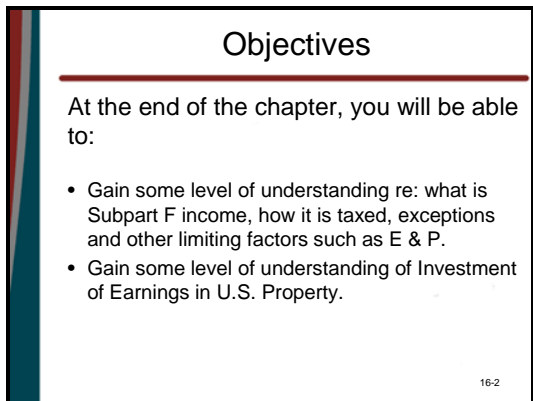 Objectives
At the end of the chapter, you will be able
to:
• Gain some level of understanding re: what is
Subpart F income, how it is taxed, exceptions
and other limiting factors such as E & P.
• Gain some level of understanding of Investment
of Earnings in U.S. Property.
16-2